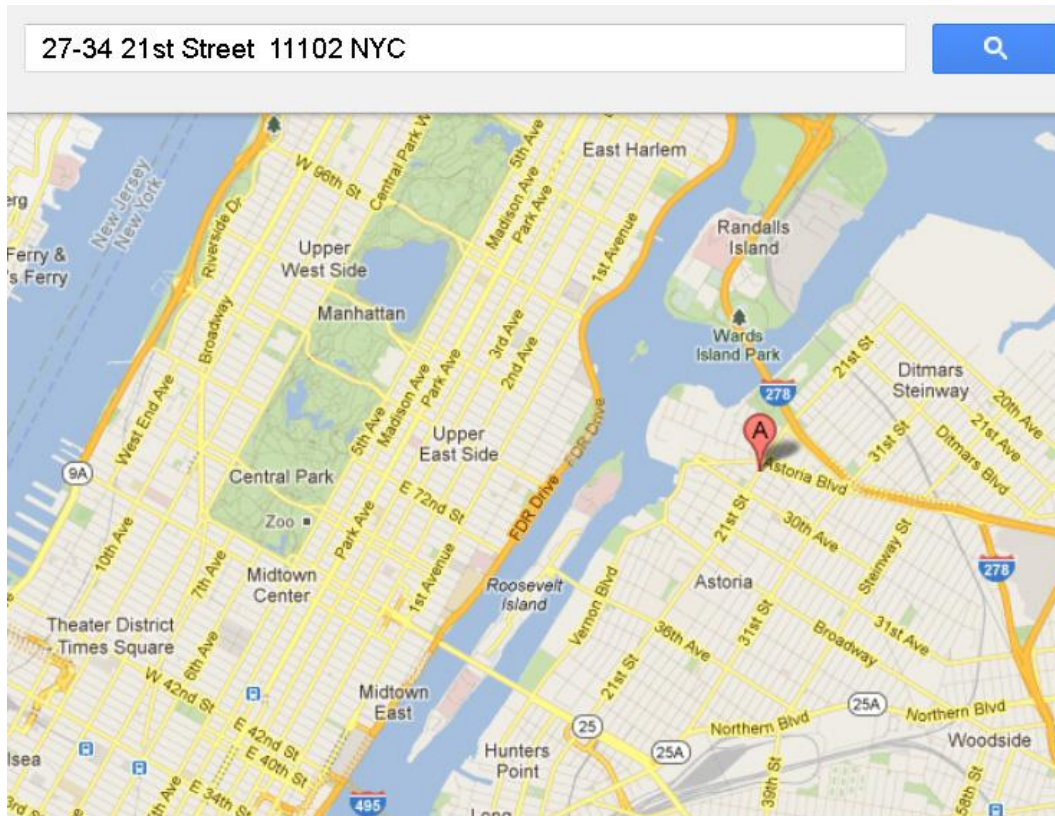 27-34 21st Street 11102 NYC
East Harlem
W 96th St
Central Park W
5th Ave
Madison Ave
Park Ave
1st Avenue
New Jersey
New York
Riverside Dr
Randalls
Island
Ferry &
's Ferry
Upper
West Side
Manhattan
Broadway
3rd Ave
2nd Ave
Wards
Island Park
21st St
Ditmars
Steinway
20th Ave
21st Ave
Ditmars Blvd
278
West End Ave
Madison Ave
Park Ave
5th Ave
Upper
East Side
FDR Drive
A
31st St
9A
Central Park
E 72nd St
FDR Drive
Astoria Blvd
Zoo
Park Ave
21st St
30th Ave
Steinway St
10th Ave
7th Ave
Midtown
Center
1st Avenue
Roosevelt
Island
Vernon Blvd
Astoria
278
Theater District
- Times Square
6th Ave
36th Ave
31st St
Broadway
31st Ave
W 42nd St
21st St
Midtown
East
25
25A
Northern Blvd
Northern Blvd
Woodside
E 42nd St
E 40th St
Hunters
Point
25A
lsea
E 34th St
495
39th St
58th St
Long